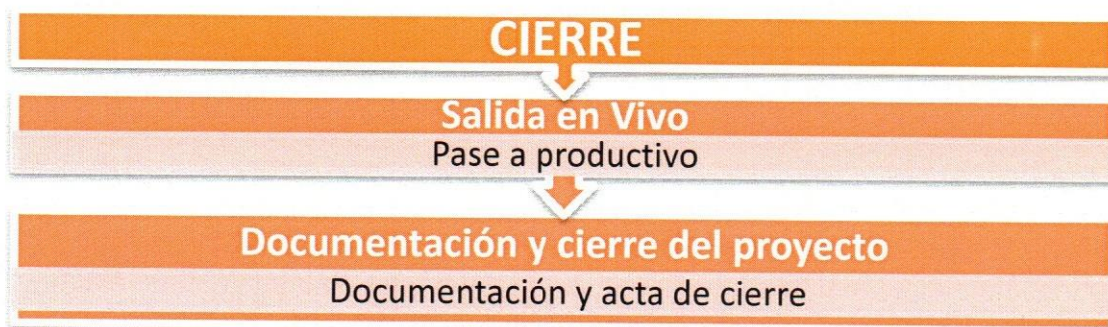 CIERRE
Salida en Vivo
Pase a productivo
Documentación y cierre del proyecto
Documentación y acta de cierre